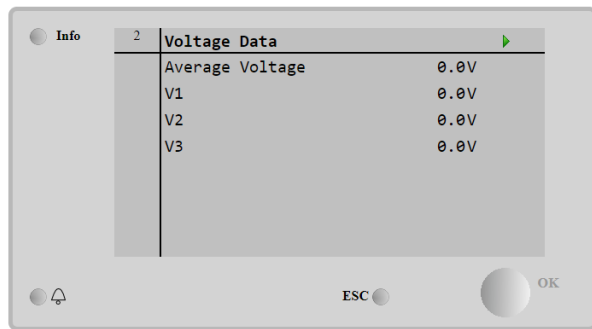 Info
2 Voltage Data
Average Voltage 0.0V
V1 0.0V
V2 0.0V
V3 0.0V
ESC
OK